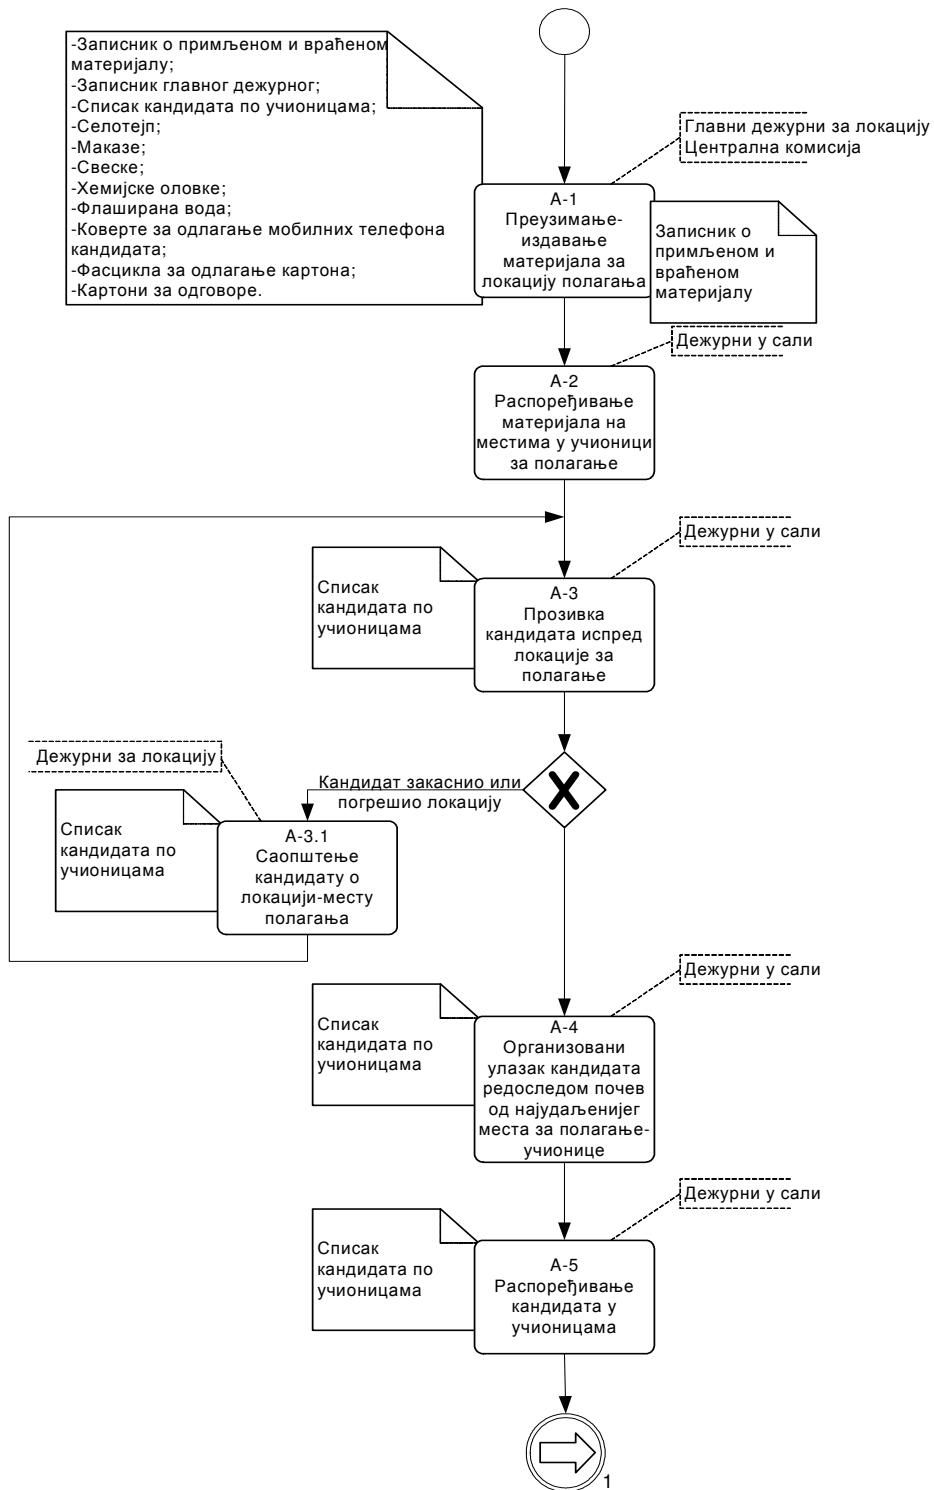 -Записник о примљеном и враћеном
материјалу;
-Записник главног дежурног;
-Списак кандидата по учионицама;
-Селотејп;
-Маказе;
-Свеске;
-Хемијске оловке;
-Флаширана вода;
-Коверте за одлагање мобилних телефона
кандидата;
-Фасцикла за одлагање картона;
-Картони за одговоре.
Главни дежурни за локацију
Централна комисија
А-1
Преузимање-
издавање
материјала за
локацију полагања
Записник о
примљеном и
враћеном
материјалу
Дежурни у сали
А-2
Распоређивање
материјала на
местима у учионици
за полагање
Дежурни у сали
Списак
кандидата по
учионицама
А-3
Прозивка
кандидата испред
локације за
полагање
Дежурни за локацију
Кандидат закаснио или
погрешио локацију
Списак
кандидата по
учионицама
А-3.1
Саопштење
кандидату о
локацији-месту
полагања
Дежурни у сали
Списак
кандидата по
учионицама
А-4
Организовани
улазак кандидата
редоследом почев
од најудаљенијег
места за полагање-
учионице
Дежурни у сали
Списак
кандидата по
учионицама
А-5
Распоређивање
кандидата у
учионицама
1